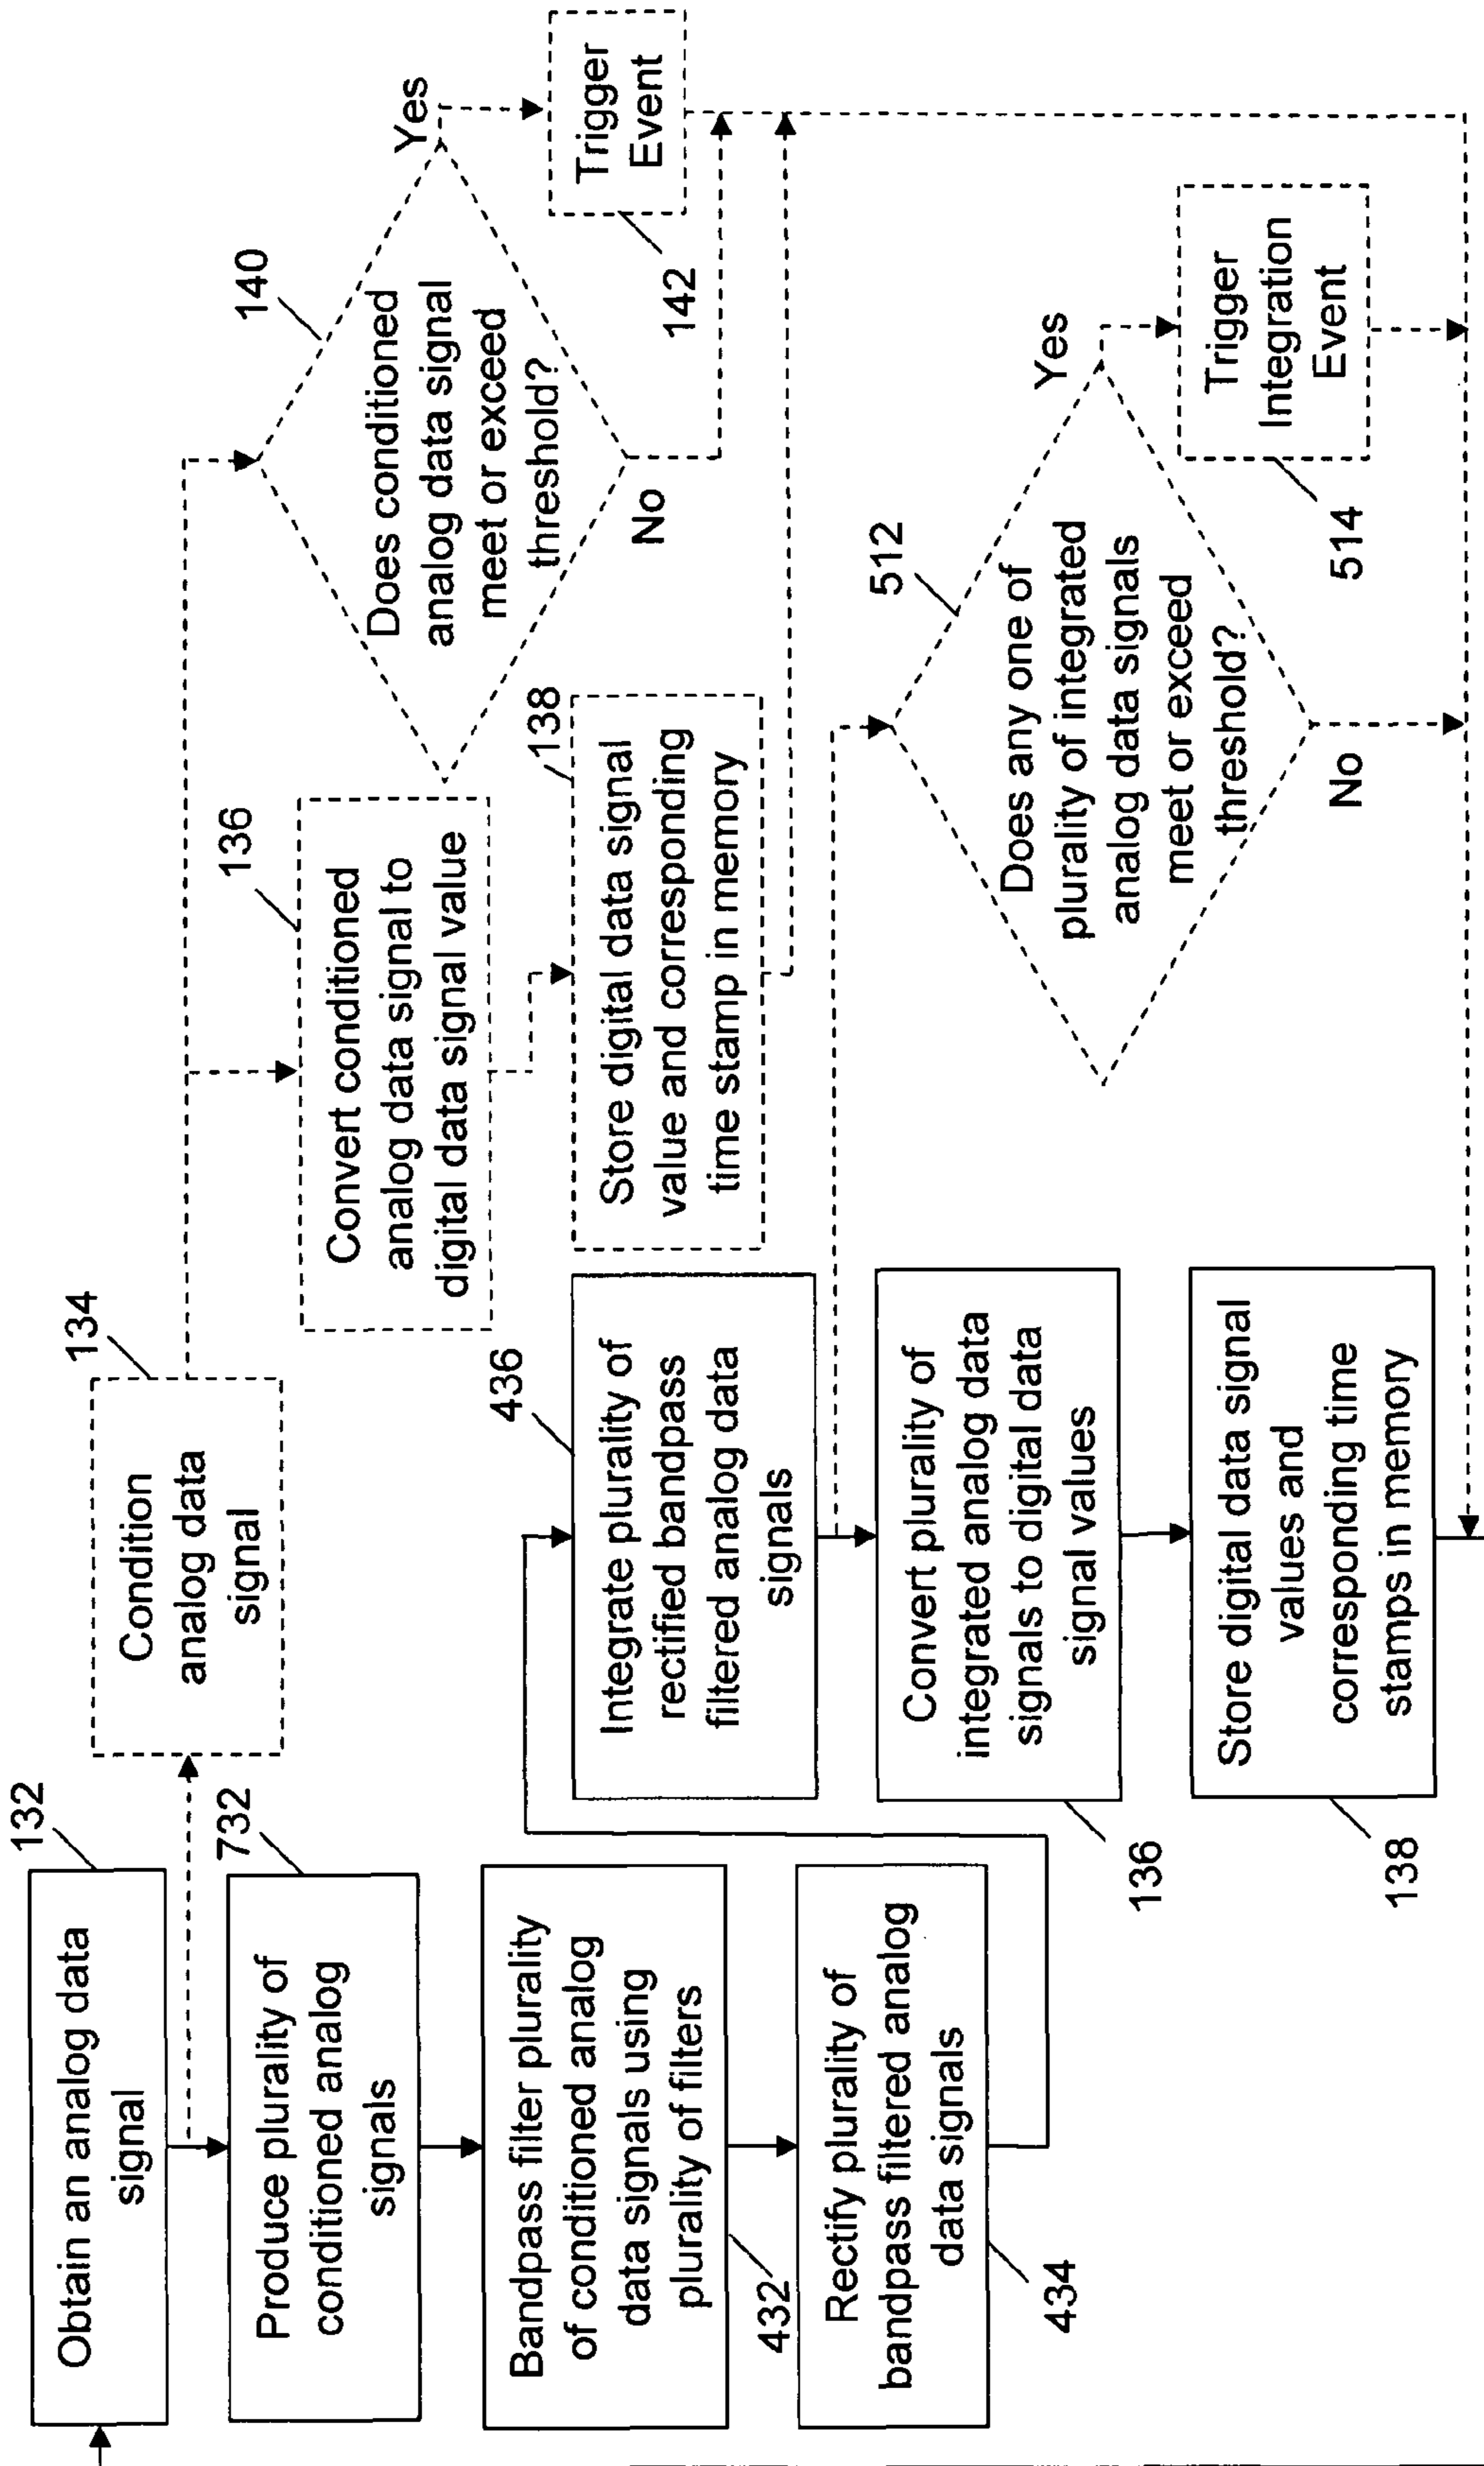 132
Obtain an analog data
signal
134
Condition
analog data
signal
732
Produce plurality of
conditioned analog
signals
Bandpass filter plurality
of conditioned analog
data signals using
plurality of filters
432
Rectify plurality of
bandpass filtered analog
data signals
434
436
Integrate plurality of
rectified bandpass
filtered analog data
signals
Convert plurality of
integrated analog data
signals to digital data
signal values
136
Store digital data signal
values and
corresponding time
stamps in memory
138
136
Convert conditioned
analog data signal to
digital data signal value
138
Store digital data signal
value and corresponding
time stamp in memory
140
Does conditioned
analog data signal
meet or exceed
threshold?
Yes
No
Trigger
Event
142
512
Does any one of
plurality of integrated
analog data signals
meet or exceed
threshold?
Yes
No
Trigger
Integration
Event
514